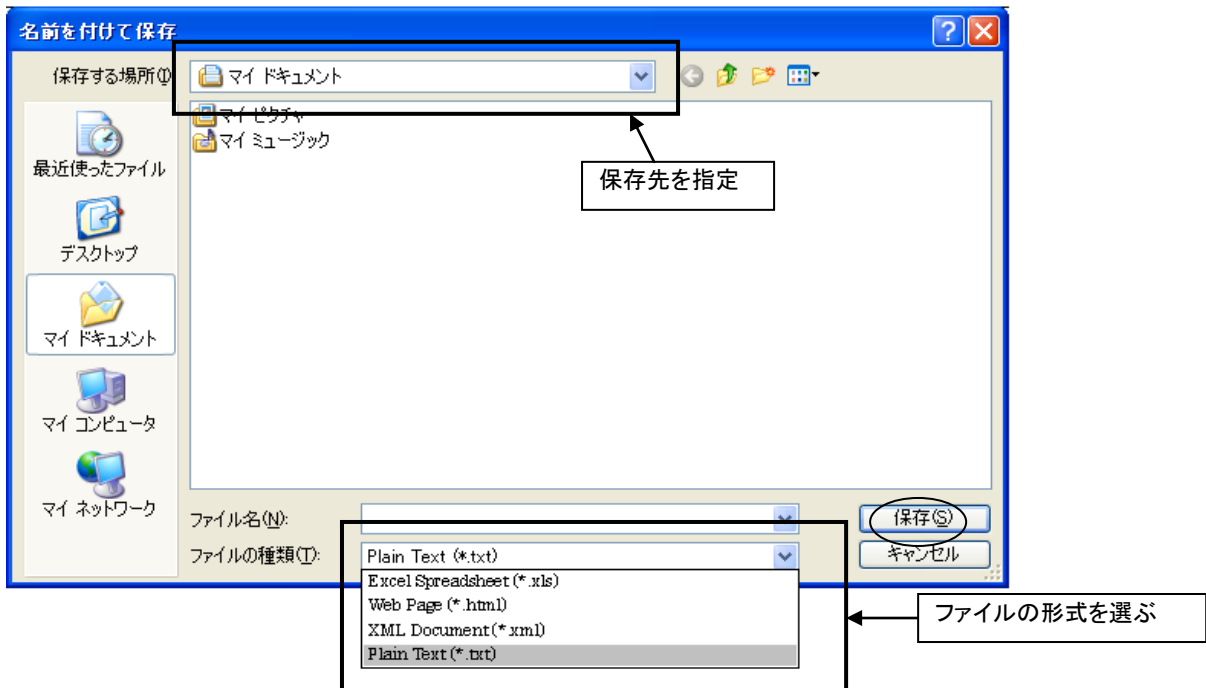 名前を付けて保存
保存する場所(I)
マイ ドキュメント
マイ ピクチャ
マイ ミュージック
保存先を指定
最近使ったファイル
デスクトップ
マイ ドキュメント
マイ コンピュータ
マイ ネットワーク
ファイル名(N):
保存(S)
ファイルの種類(T):
Plain Text (*.txt)
キャンセル
Excel Spreadsheet (*.xls)
Web Page (*.html)
XML Document (*.xml)
Plain Text (*.txt)
ファイルの形式を選ぶ